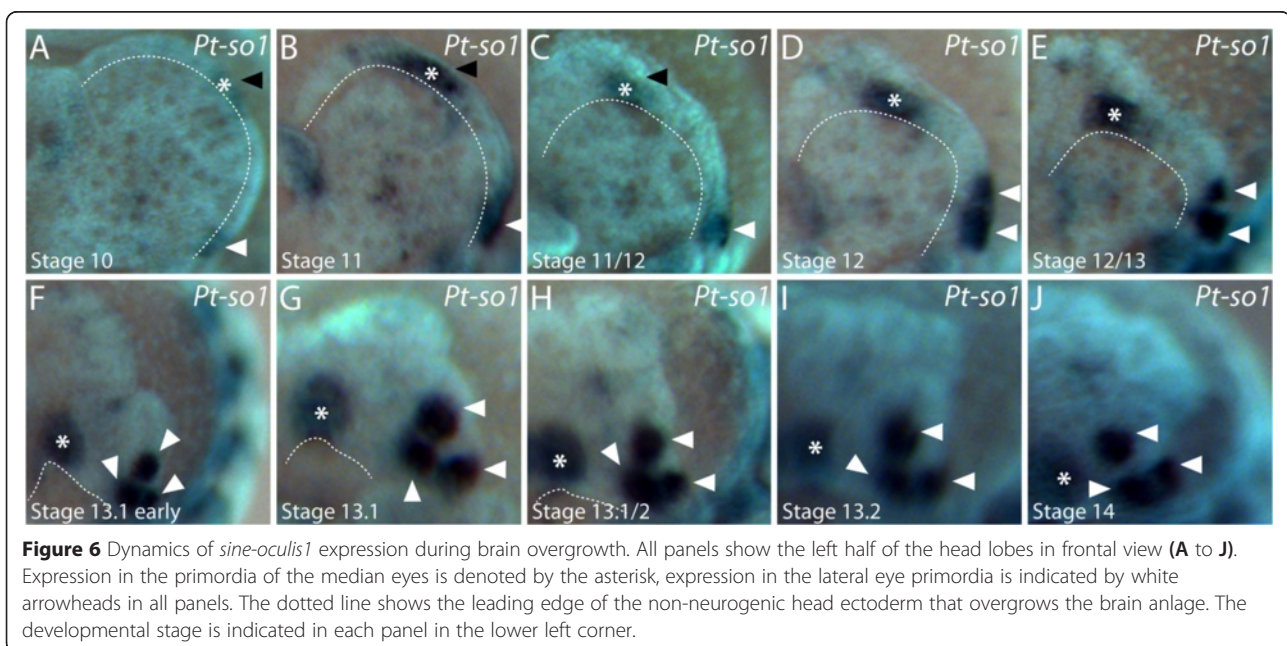 A Pt-so1 Stage 10
B Pt-so1 Stage 11
C Pt-so1 Stage 11/12
D Pt-so1 Stage 12
E Pt-so1 Stage 12/13
F Pt-so1 Stage 13.1 early
G Pt-so1 Stage 13.1
H Pt-so1 Stage 13.1/2
I Pt-so1 Stage 13.2
J Pt-so1 Stage 14
Figure 6 Dynamics of sine-oculis1 expression during brain overgrowth. All panels show the left half of the head lobes in frontal view (A to J).
Expression in the primordia of the median eyes is denoted by the asterisk, expression in the lateral eye primordia is indicated by white
arrowheads in all panels. The dotted line shows the leading edge of the non-neurogenic head ectoderm that overgrows the brain anlage. The
developmental stage is indicated in each panel in the lower left corner.